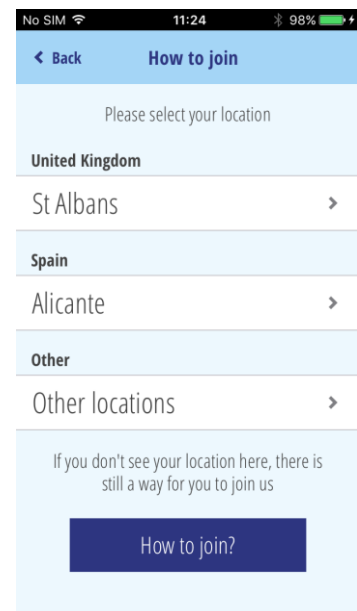 No SIM 11:24 98%
Back How to join
Please select your location
United Kingdom
St Albans
Spain
Alicante
Other
Other locations
If you don't see your location here, there is
still a way for you to join us
How to join?